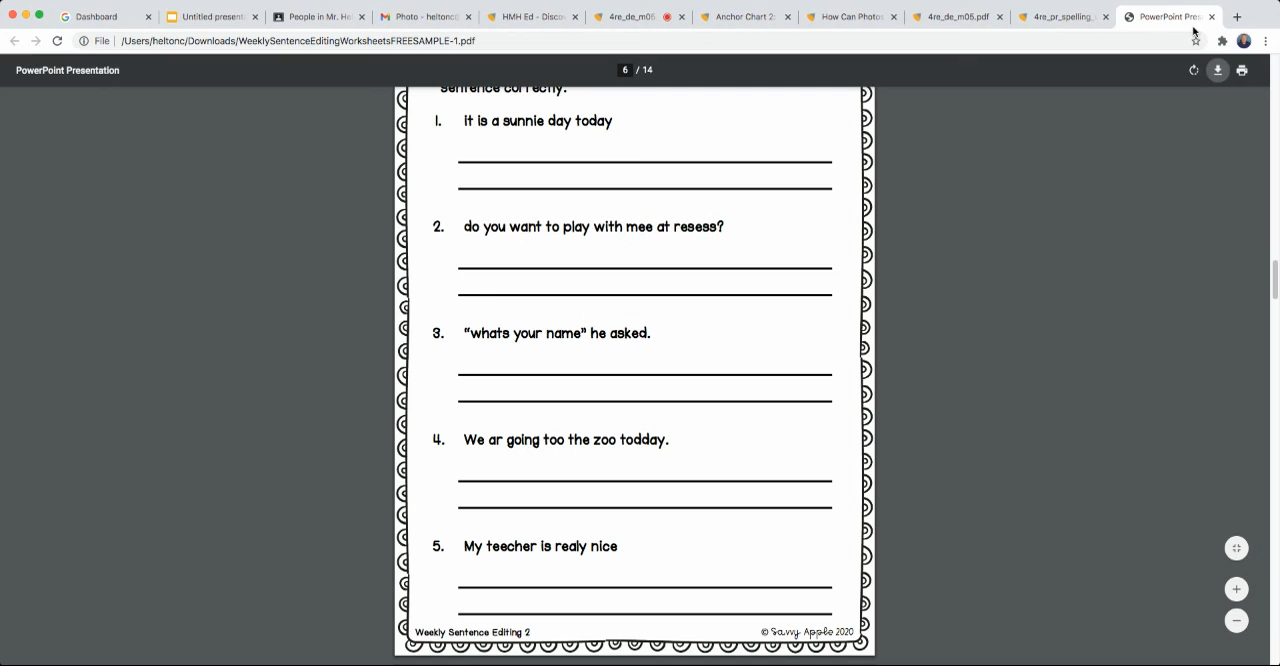 Dashboard
Untitled present
People in Mr. He
Photo - heltonc@
HMH Ed - Disco
4re_de_m05.
Anchor Chart 2:
How Can Photos
4re_de_m05.pdf
4re_pr_spelling_
PowerPoint Pres
File | /Users/heltonc/Downloads/WeeklySentenceEditingWorksheetsFREESAMPLE-1.pdf
PowerPoint Presentation
6 / 14
sentence correctly.
1. it is a sunnie day today
2. do you want to play with mee at resess?
3. “whats your name” he asked.
4. We ar going too the zoo todday.
5. My teecher is realy nice
Weekly Sentence Editing 2
© Savvy Apple 2020